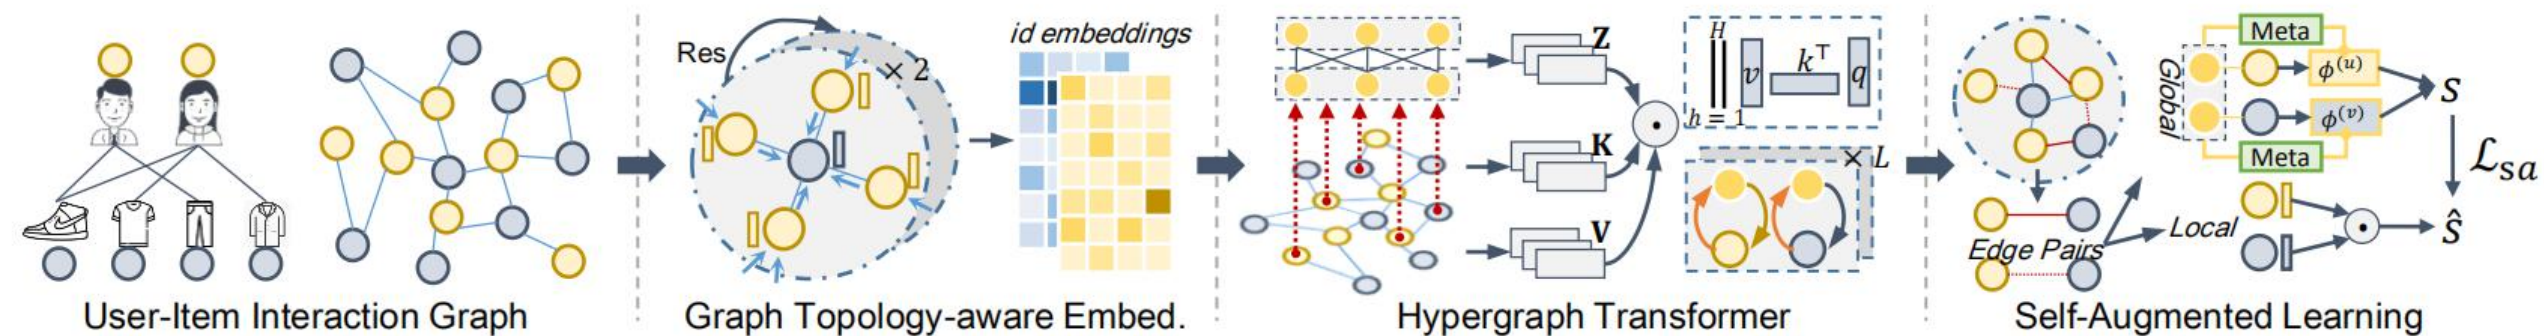 Res
× 2
id embeddings
Z
K
V
H
h = 1
v
k⊤
q
× L
Global
Meta
ϕ(u)
ϕ(v)
Meta
s
ℒsa
ŝ
Edge Pairs
Local
User-Item Interaction Graph
Graph Topology-aware Embed.
Hypergraph Transformer
Self-Augmented Learning